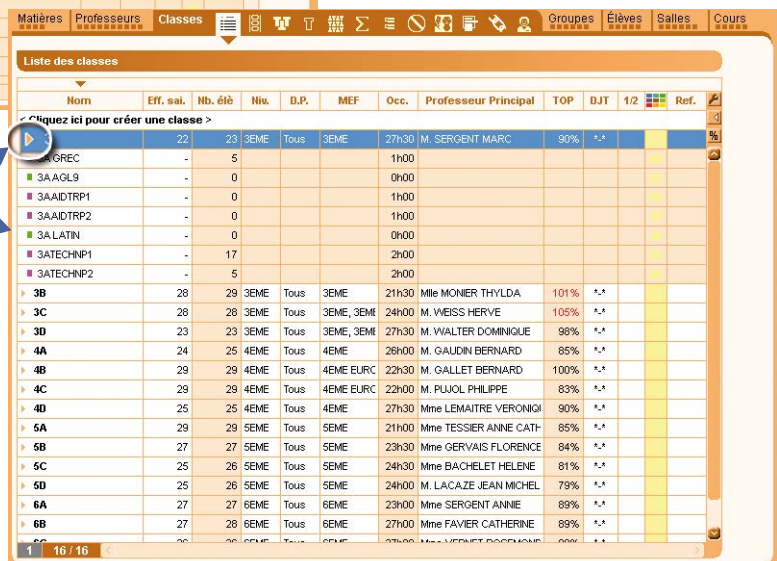 Matières Professeurs Classes Groupes Élèves Salles Cours
Liste des classes
Nom Eff. sai. Nb. élè Niv. D.P. MEF Occ. Professeur Principal TOP DJT 1/2 Ref.
< Cliquez ici pour créer une classe >
22 23 3EME Tous 3EME 27h30 M. SERGENT MARC 90% *-*
GREC - 5 1h00
3A AGL9 - 0 0h00
3AAIDTRP1 - 0 1h00
3AAIDTRP2 - 0 1h00
3A LATIN - 0 0h00
3ATECHNP1 - 17 2h00
3ATECHNP2 - 5 2h00
3B 28 29 3EME Tous 3EME 21h30 Mlle MONIER THYLDA 101% *-*
3C 28 28 3EME Tous 3EME, 3EME 24h00 M. WEISS HERVE 105% *-*
3D 23 23 3EME Tous 3EME, 3EME 27h30 M. WALTER DOMINIQUE 98% *-*
4A 24 25 4EME Tous 4EME 26h00 M. GAUDIN BERNARD 85% *-*
4B 29 29 4EME Tous 4EME EURC 22h30 M. GALLET BERNARD 100% *-*
4C 29 29 4EME Tous 4EME EURC 22h00 M. PUJOL PHILIPPE 83% *-*
4D 25 25 4EME Tous 4EME 27h30 Mme LEMAITRE VERONIQ 90% *-*
5A 29 29 5EME Tous 5EME 21h00 Mme TESSIER ANNE CATH 85% *-*
5B 27 27 5EME Tous 5EME 23h30 Mme GERVAIS FLORENCE 84% *-*
5C 25 26 5EME Tous 5EME 24h30 Mme BACHELET HELENE 81% *-*
5D 25 26 5EME Tous 5EME 24h00 M. LACAZE JEAN MICHEL 79% *-*
6A 27 27 6EME Tous 6EME 23h00 Mme SERGENT ANNIE 89% *-*
6B 27 28 6EME Tous 6EME 27h00 Mme FAVIER CATHERINE 89% *-*
1 16 / 16
%